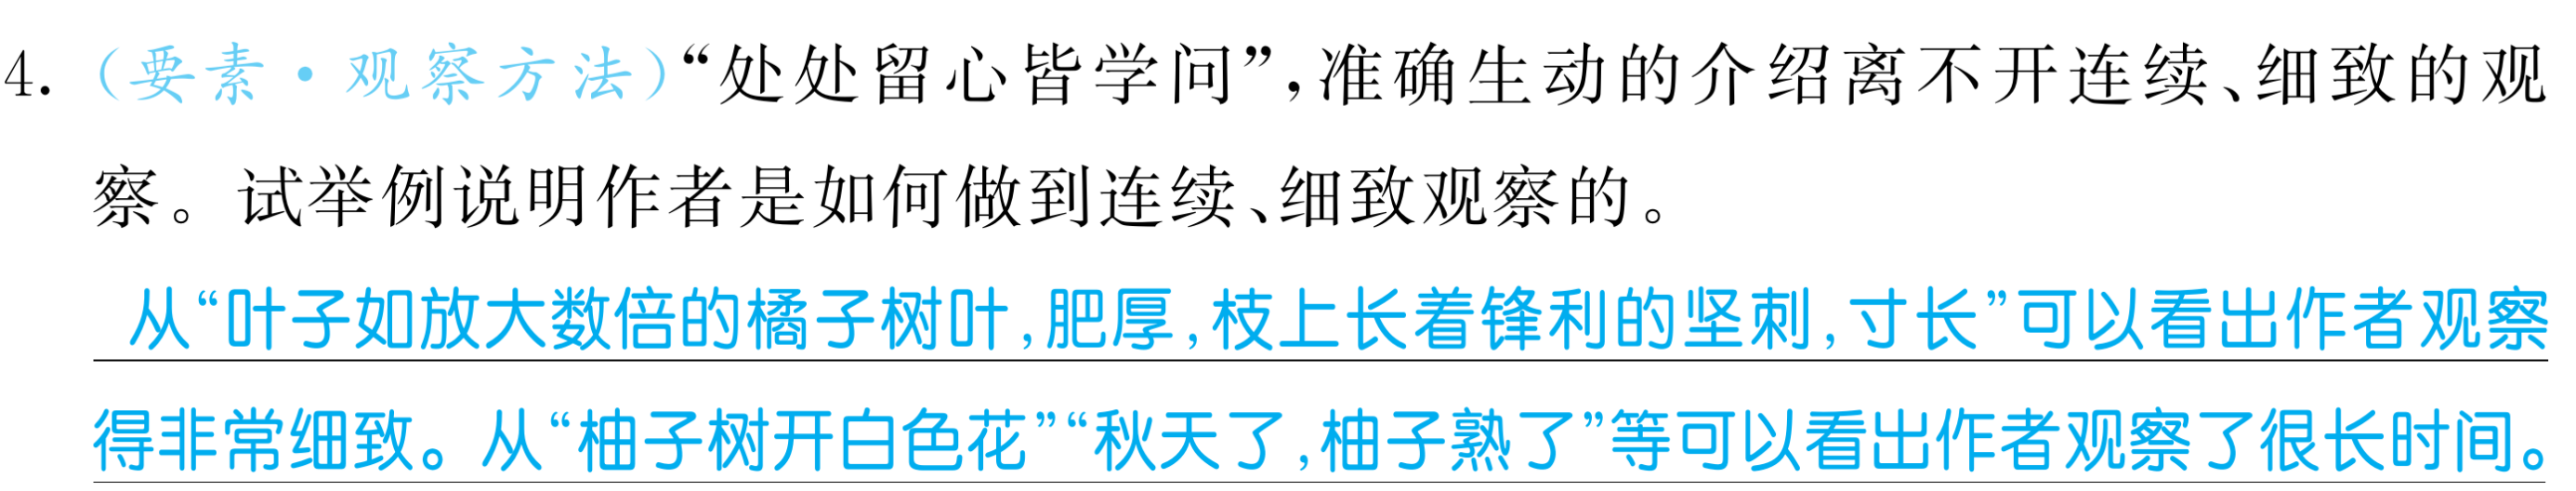 4.（要素·观察方法）“处处留心皆学问”,准确生动的介绍离不开连续、细致的观
察。试举例说明作者是如何做到连续、细致观察的。
从“叶子如放大数倍的橘子树叶,肥厚,枝上长着锋利的坚刺,寸长”可以看出作者观察
得非常细致。从“柚子树开白色花”“秋天了,柚子熟了”等可以看出作者观察了很长时间。